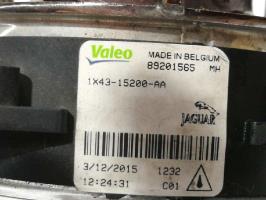 Valeo MADE IN BELGIUM
89201565 MH
1X43-15200-AA
JAGUAR
3/12/2015 1232
12:24:31 C01